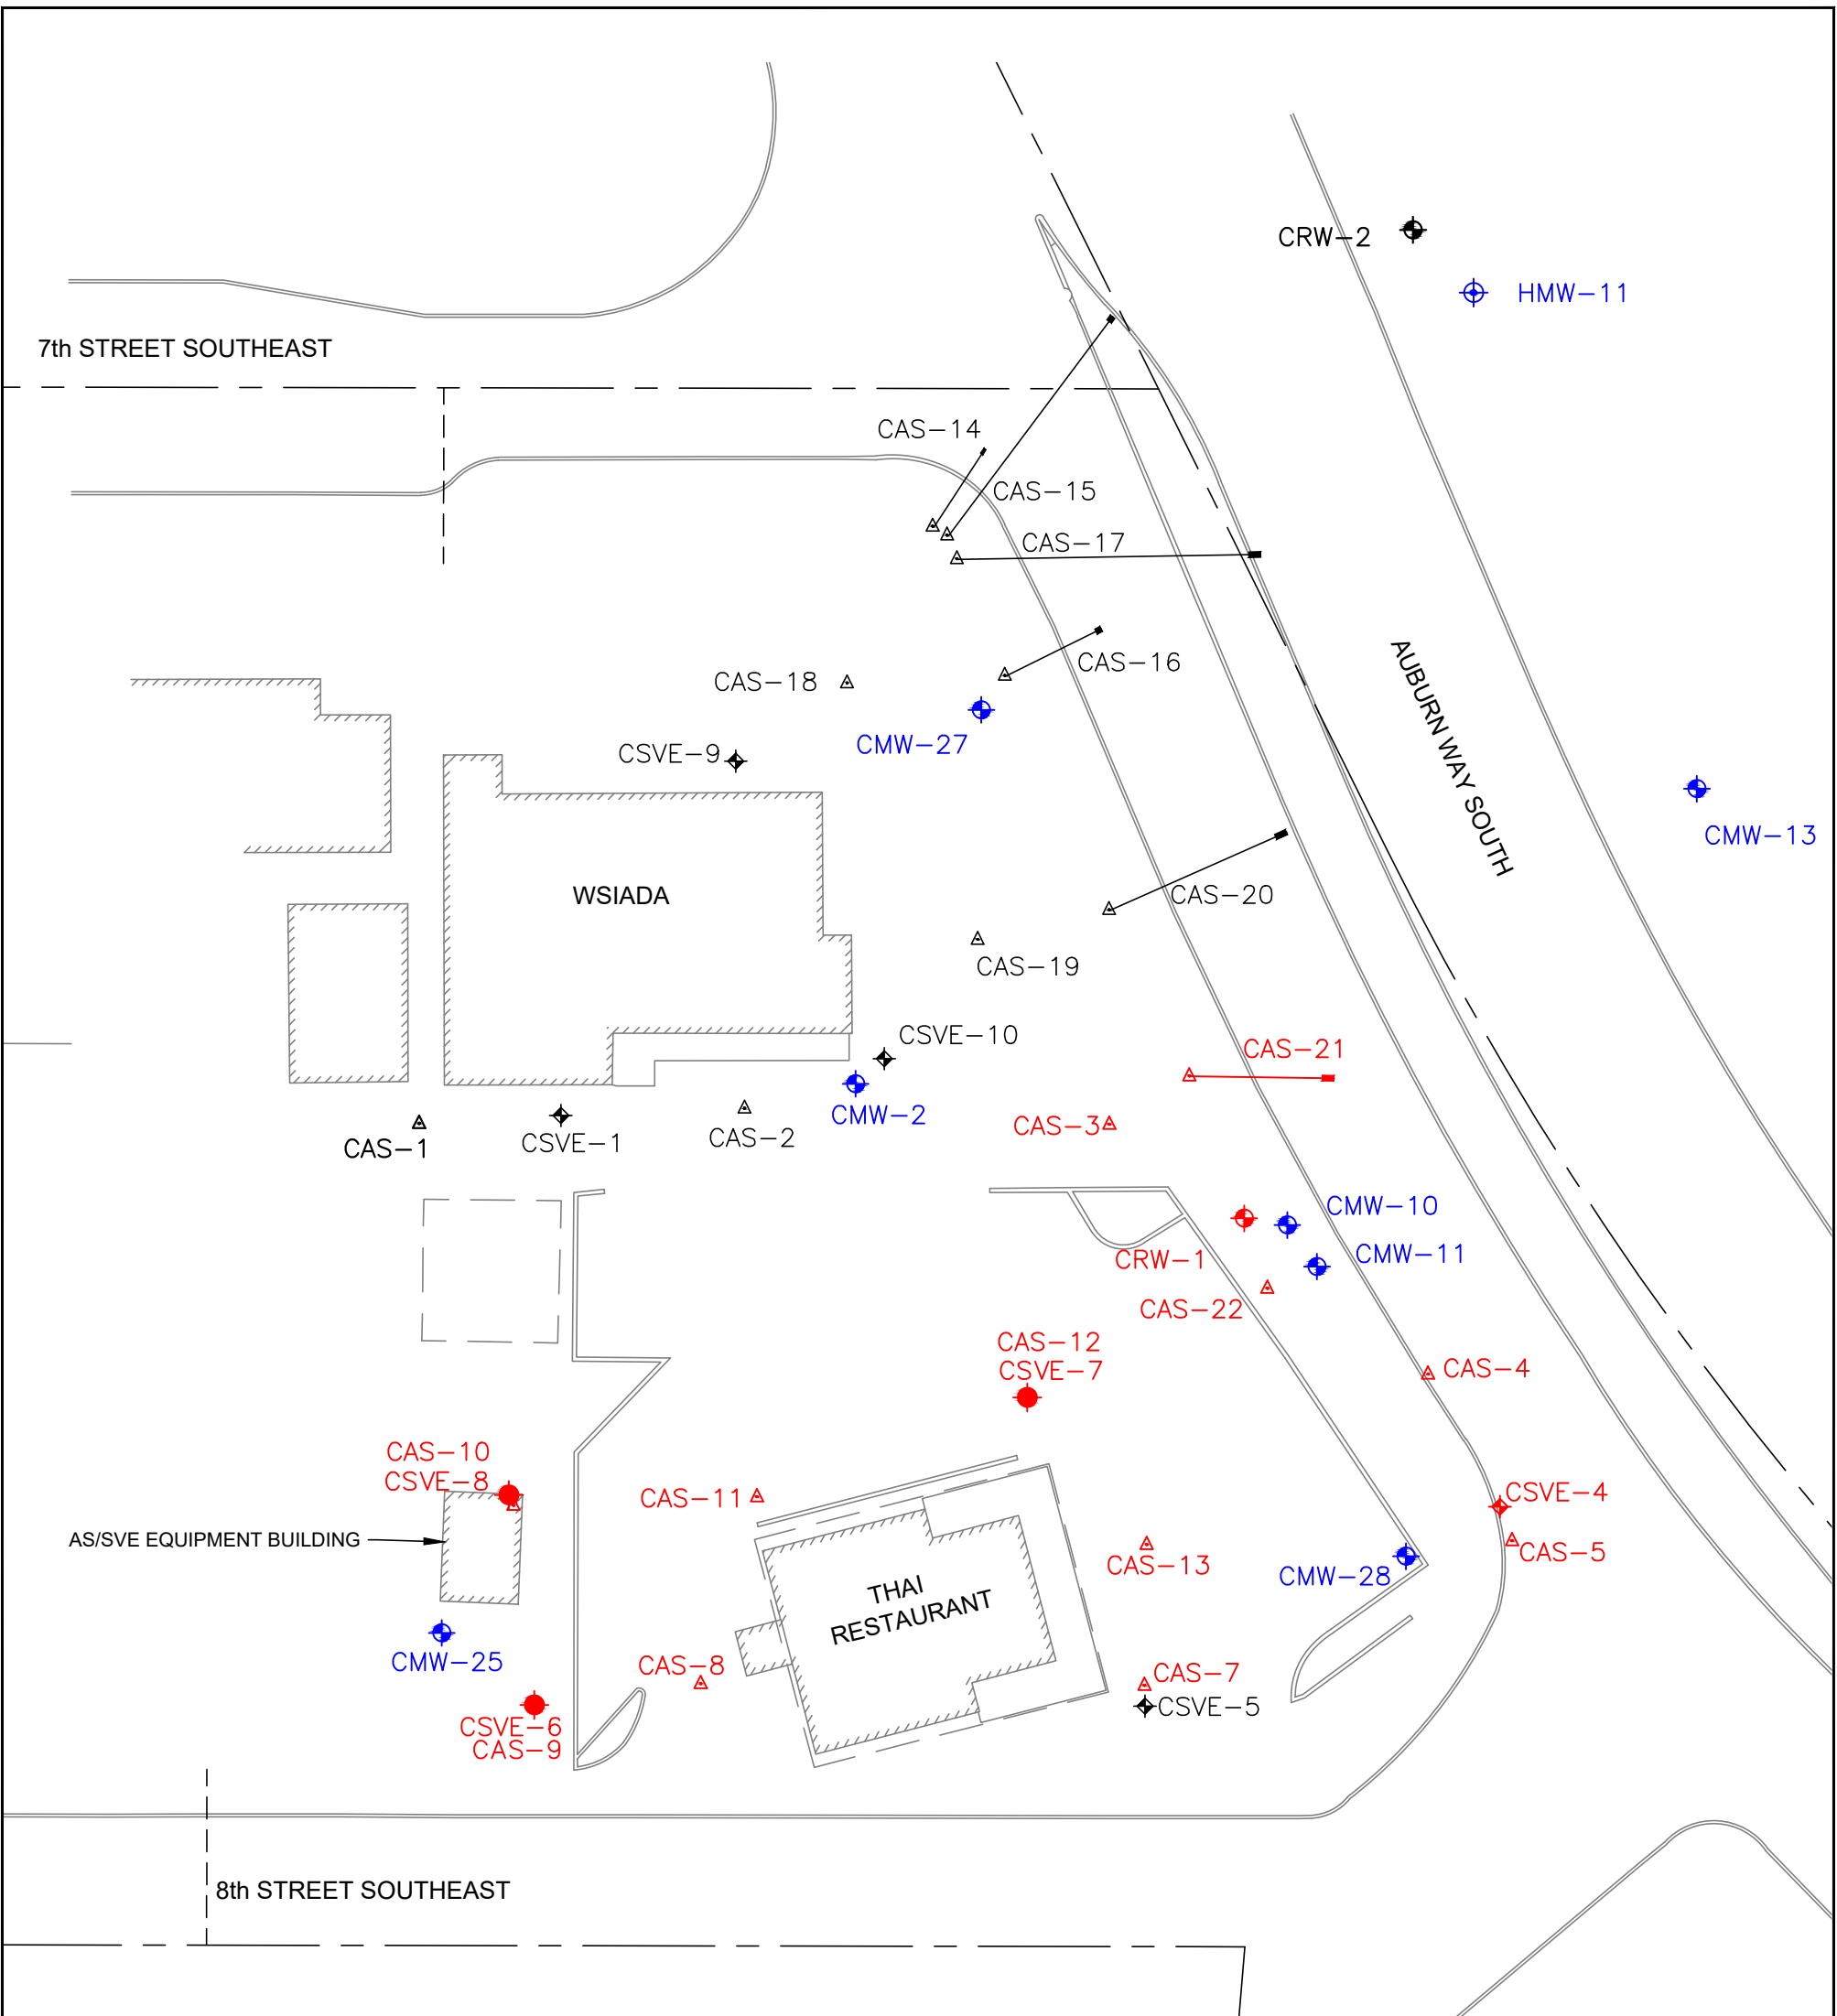 CRW-2
HMW-11
7th STREET SOUTHEAST
CAS-14
CAS-15
CAS-17
CAS-16
CAS-18
CMW-27
CSVE-9
AUBURN WAY SOUTH
CMW-13
WSIADA
CAS-20
CAS-19
CSVE-10
CAS-21
CMW-2
CAS-3
CAS-1
CSVE-1
CAS-2
CMW-10
CMW-11
CRW-1
CAS-22
CAS-12
CSVE-7
CAS-4
CAS-10
CSVE-8
CAS-11
CSVE-4
AS/SVE EQUIPMENT BUILDING
CAS-5
CAS-13
CMW-28
THAI
RESTAURANT
CMW-25
CAS-8
CAS-7
CSVE-5
CSVE-6
CAS-9
8th STREET SOUTHEAST